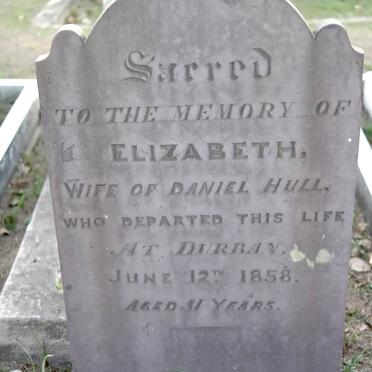 Sacred
TO THE MEMORY OF
ELIZABETH,
WIFE OF DANIEL HULL,
WHO DEPARTED THIS LIFE
AT DURBAN,
JUNE 12TH 1858.
AGED 51 YEARS.